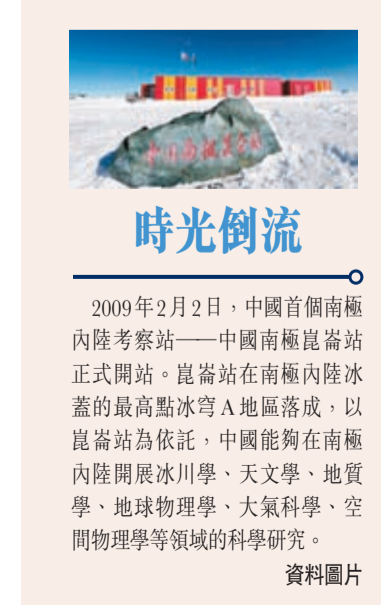 時光倒流
2009年2月2日，中國首個南極
內陸考察站——中國南極崑崙站
正式開站。崑崙站在南極內陸冰
蓋的最高點冰穹A地區落成，以
崑崙站為依託，中國能夠在南極
內陸開展冰川學、天文學、地質
學、地球物理學、大氣科學、空
間物理學等領域的科學研究。
資料圖片